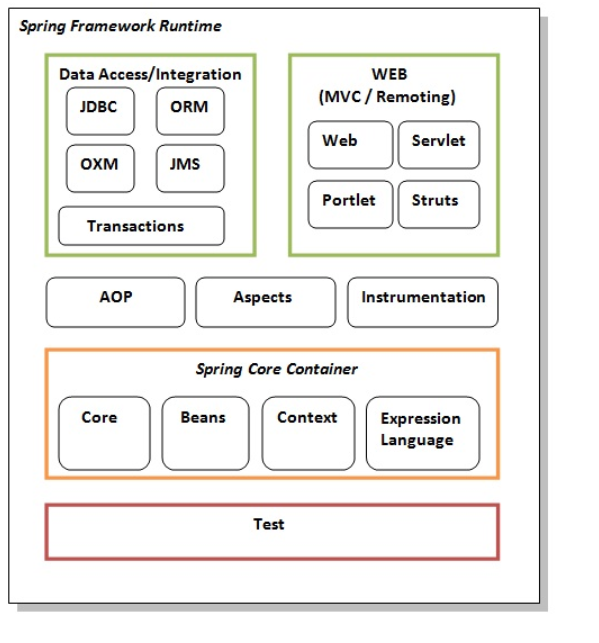 Spring Framework Runtime
Data Access/Integration
JDBC
ORM
OXM
JMS
Transactions
WEB
(MVC / Remoting)
Web
Servlet
Portlet
Struts
AOP
Aspects
Instrumentation
Spring Core Container
Core
Beans
Context
Expression
Language
Test